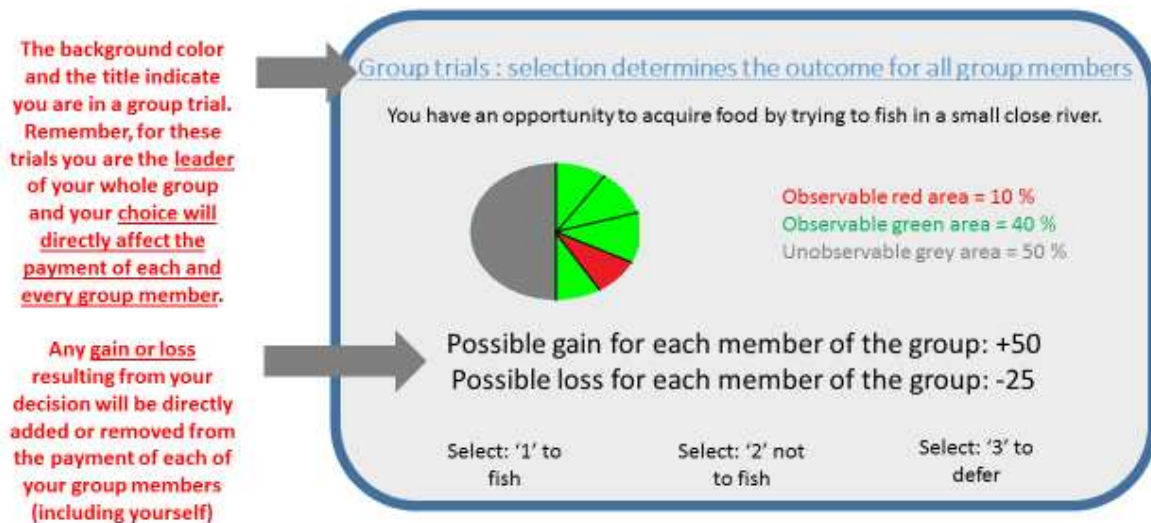 The background color
and the title indicate
you are in a group trial.
Remember, for these
trials you are the leader
of your whole group
and your choice will
directly affect the
payment of each and
every group member.
Any gain or loss
resulting from your
decision will be directly
added or removed from
the payment of each of
your group members
(including yourself)
Group trials : selection determines the outcome for all group members
You have an opportunity to acquire food by trying to fish in a small close river.
Observable red area = 10 %
Observable green area = 40 %
Unobservable grey area = 50 %
Possible gain for each member of the group: +50
Possible loss for each member of the group: -25
Select: ‘1’ to
fish
Select: ‘2’ not
to fish
Select: ‘3’ to
defer